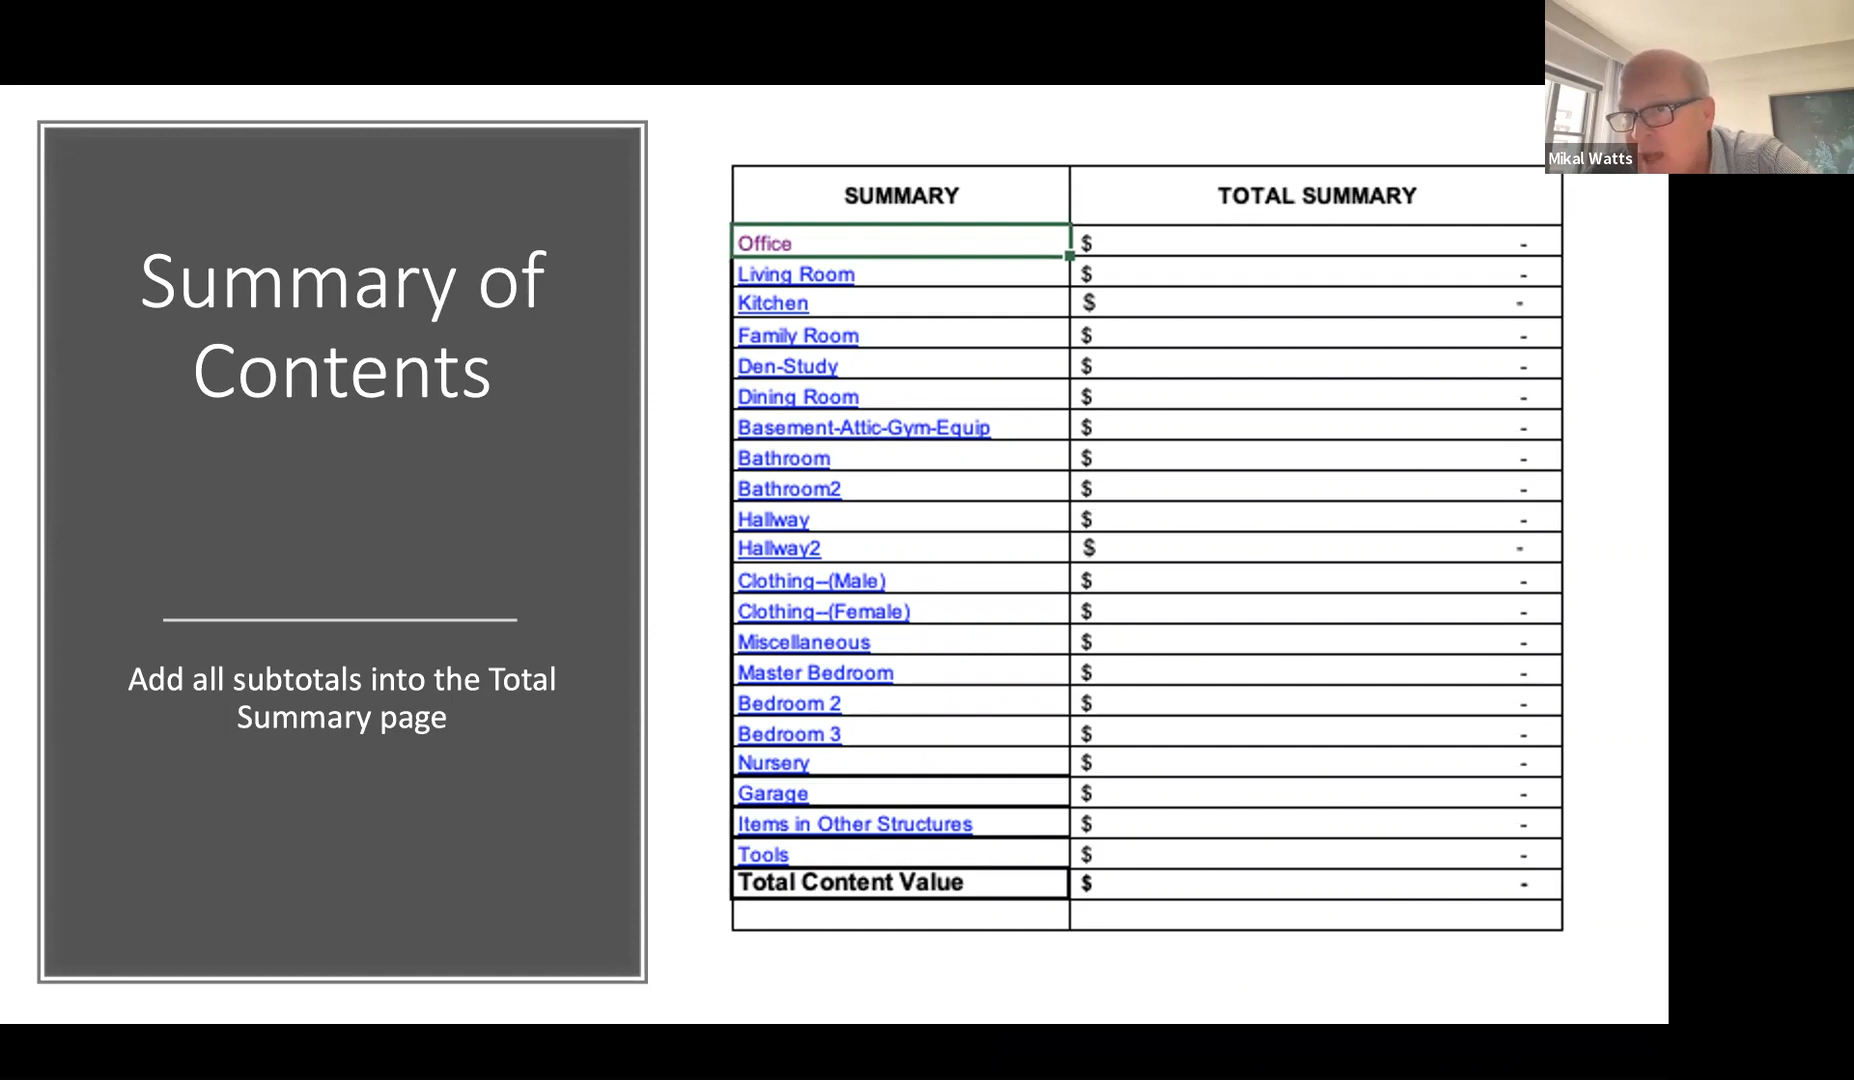 Summary of
Contents
Add all subtotals into the Total
Summary page
SUMMARY TOTAL SUMMARY
Office $ -
Living Room $ -
Kitchen $ -
Family Room $ -
Den-Study $ -
Dining Room $ -
Basement-Attic-Gym-Equip $ -
Bathroom $ -
Bathroom2 $ -
Hallway $ -
Hallway2 $ -
Clothing--(Male) $ -
Clothing--(Female) $ -
Miscellaneous $ -
Master Bedroom $ -
Bedroom 2 $ -
Bedroom 3 $ -
Nursery $ -
Garage $ -
Items in Other Structures $ -
Tools $ -
Total Content Value $ -
Mikal Watts